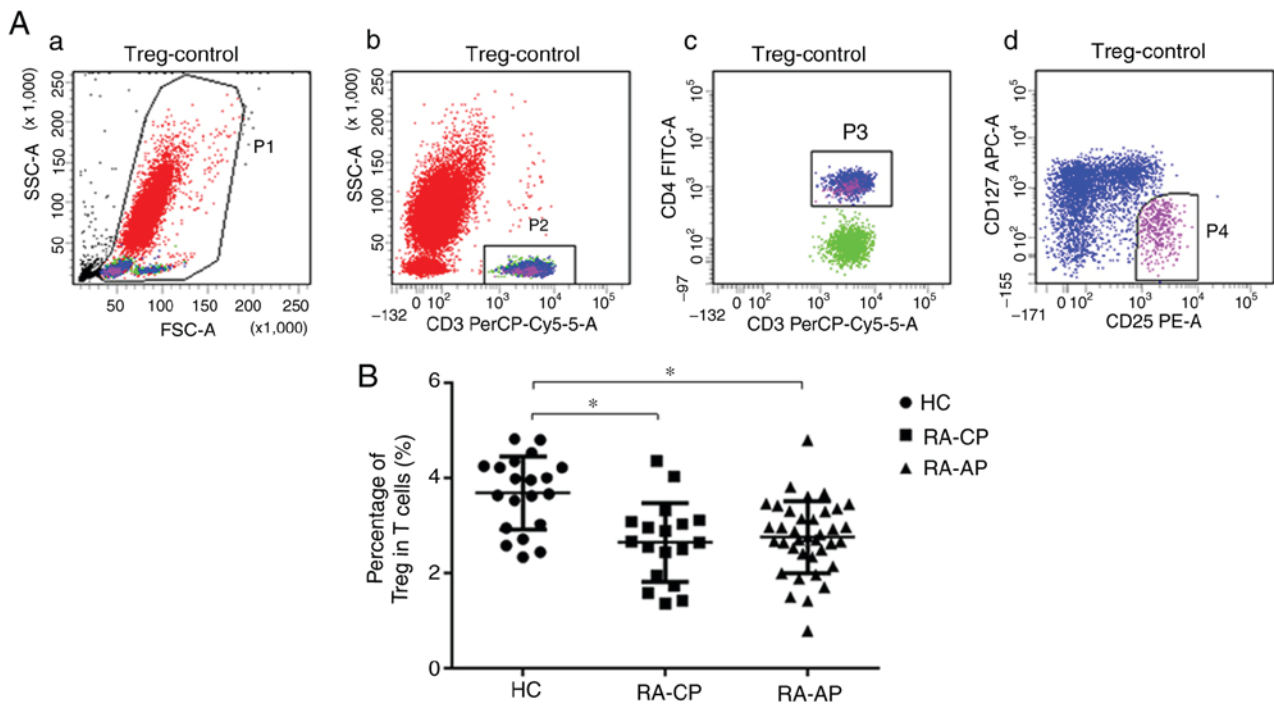 A
a
Treg-control
SSC-A (x 1,000)
250
200
150
100
50
P1
50 100 150 200 250
FSC-A (x1,000)
b
Treg-control
SSC-A (x 1,000)
250
200
150
100
50
P2
−132
0 10² 10³ 10⁴ 10⁵
CD3 PerCP-Cy5-5-A
c
Treg-control
CD4 FITC-A
10⁵
10⁴
10³
10²
0
−97
P3
−132
0 10² 10³ 10⁴ 10⁵
CD3 PerCP-Cy5-5-A
d
Treg-control
CD127 APC-A
10⁵
10⁴
10³
0 10²
−155
P4
−171
0 10² 10³ 10⁴ 10⁵
CD25 PE-A
B
Percentage of
Treg in T cells (%)
6
4
2
0
*
*
HC
RA-CP
RA-AP
HC RA-CP RA-AP